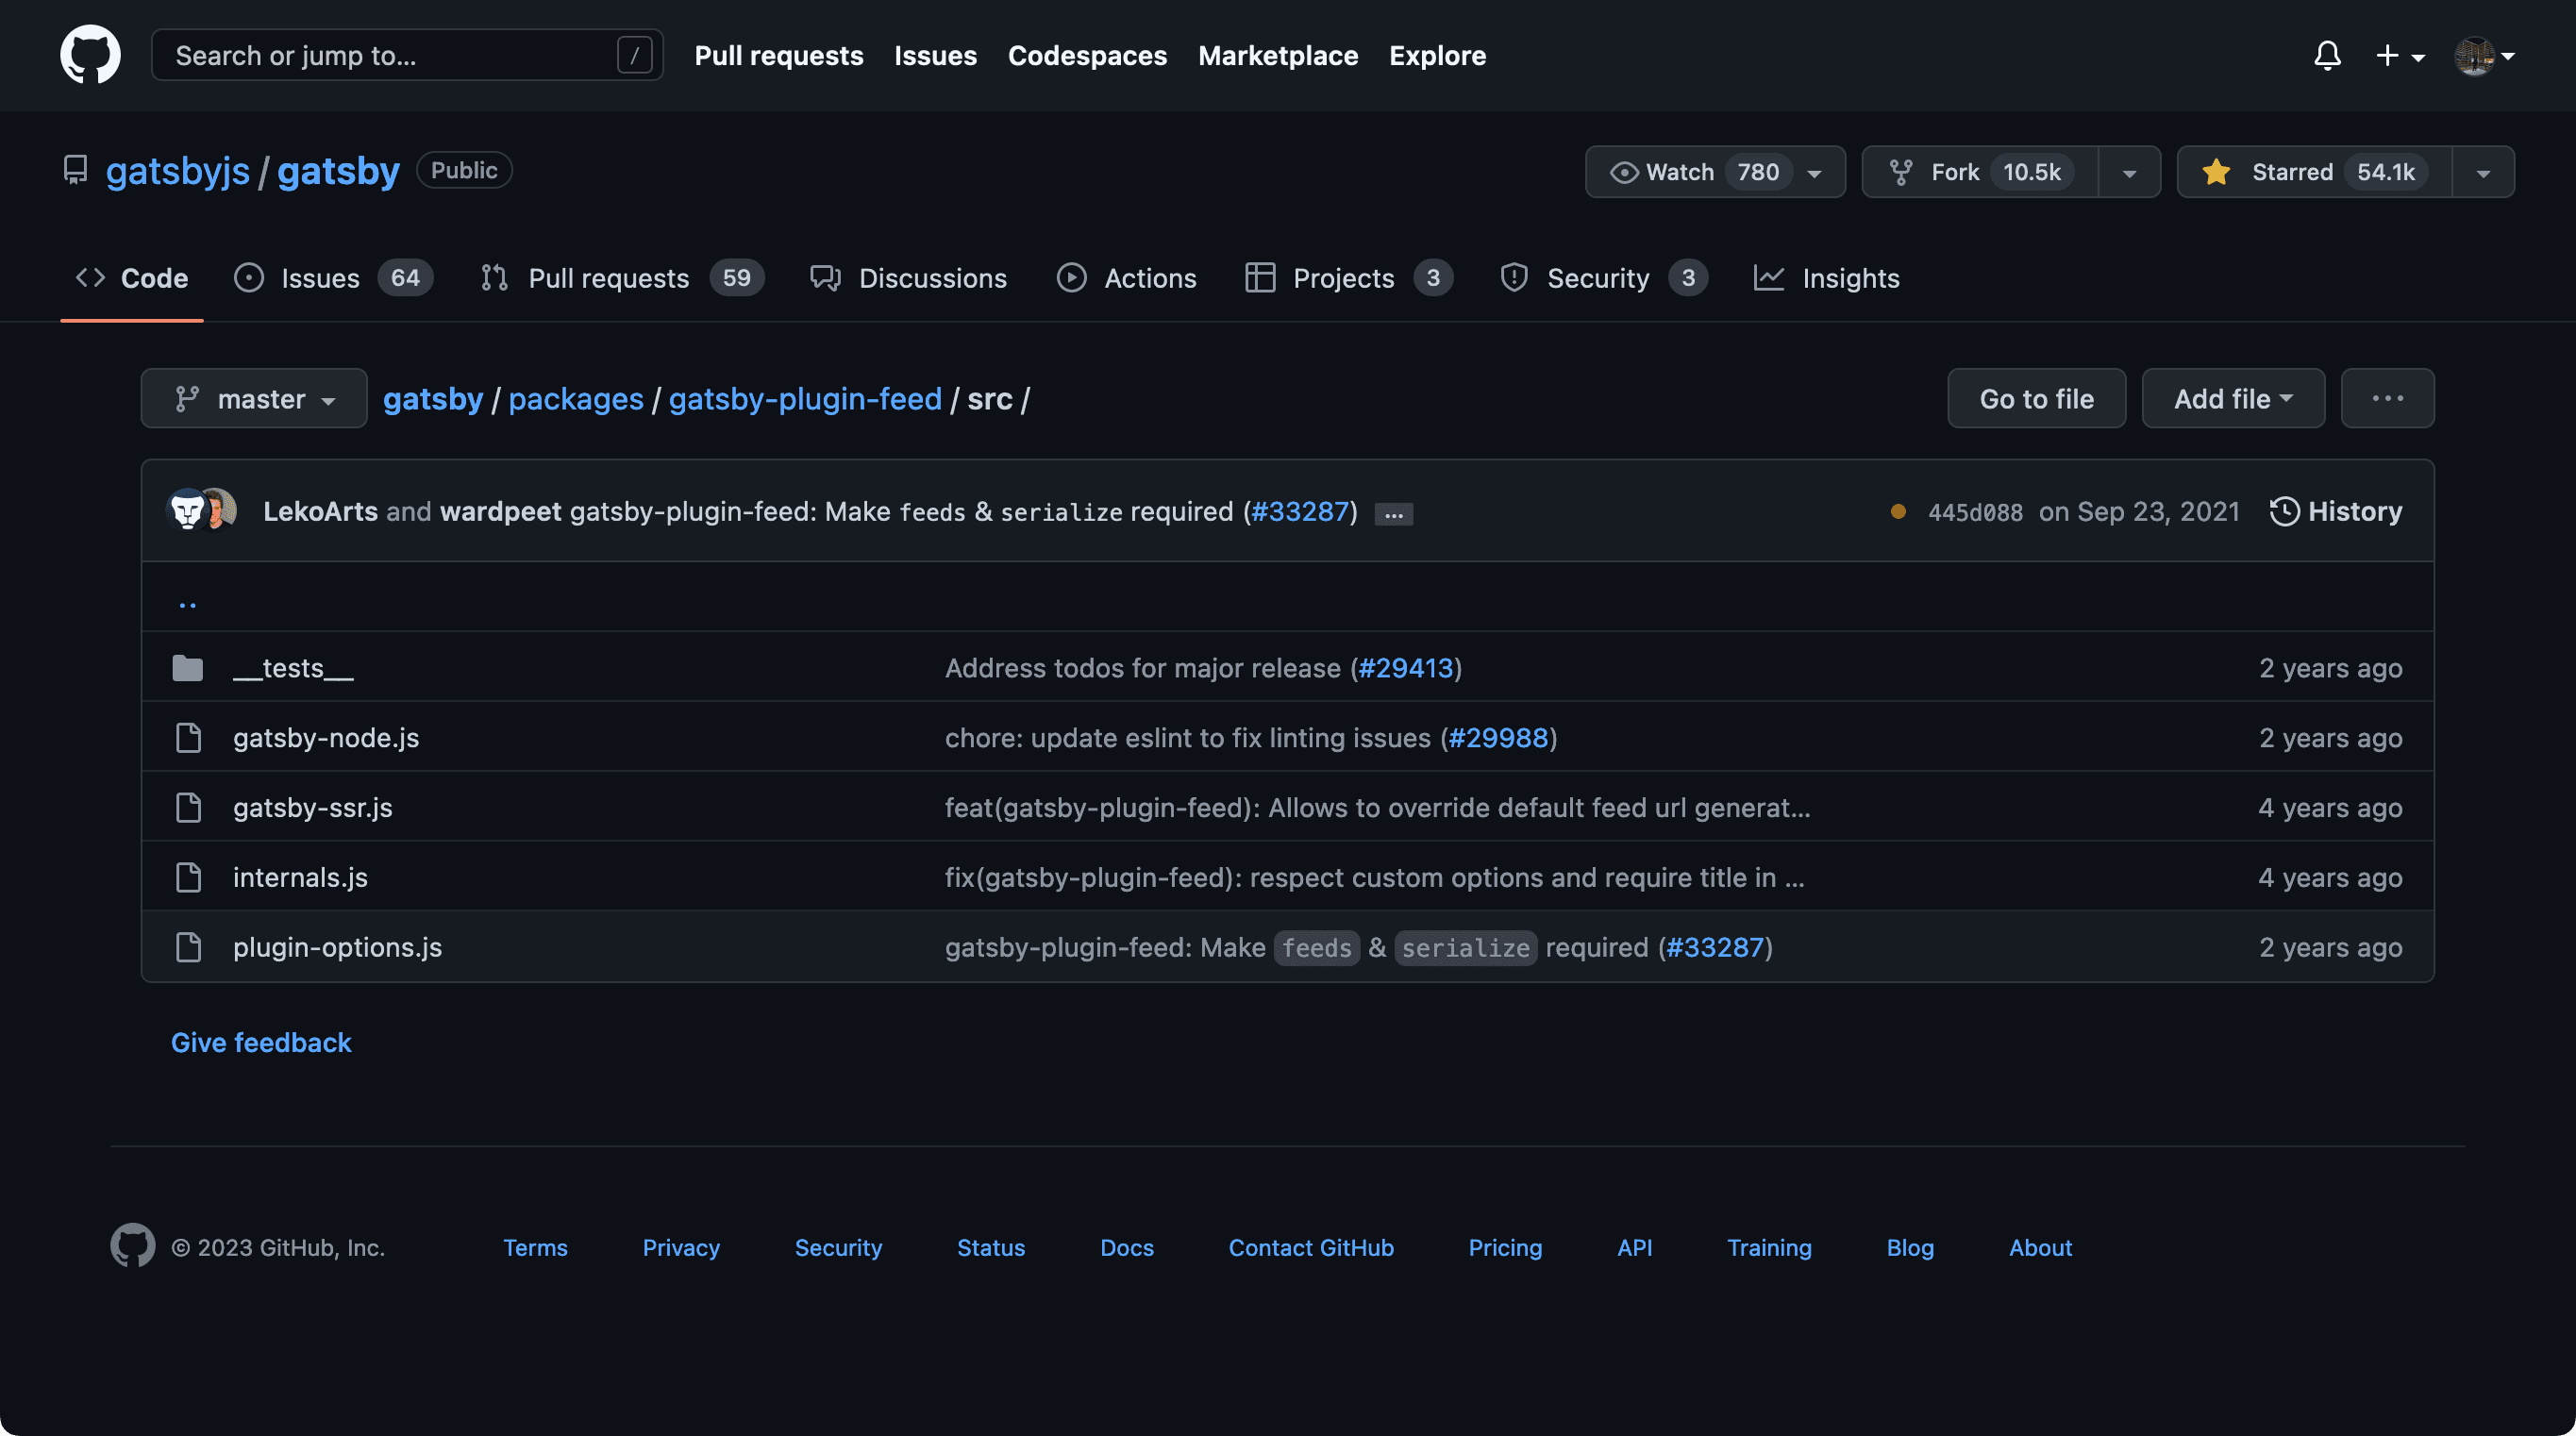 Search or jump to... / Pull requests Issues Codespaces Marketplace Explore
gatsbyjs / gatsby Public Watch 780 Fork 10.5k Starred 54.1k
Code Issues 64 Pull requests 59 Discussions Actions Projects 3 Security 3 Insights
master gatsby / packages / gatsby-plugin-feed / src / Go to file Add file ...
LekoArts and wardpeet gatsby-plugin-feed: Make feeds & serialize required (#33287) ... 445d088 on Sep 23, 2021 History
..
__tests__ Address todos for major release (#29413) 2 years ago
gatsby-node.js chore: update eslint to fix linting issues (#29988) 2 years ago
gatsby-ssr.js feat(gatsby-plugin-feed): Allows to override default feed url generat... 4 years ago
internals.js fix(gatsby-plugin-feed): respect custom options and require title in ... 4 years ago
plugin-options.js gatsby-plugin-feed: Make feeds & serialize required (#33287) 2 years ago
Give feedback
© 2023 GitHub, Inc. Terms Privacy Security Status Docs Contact GitHub Pricing API Training Blog About